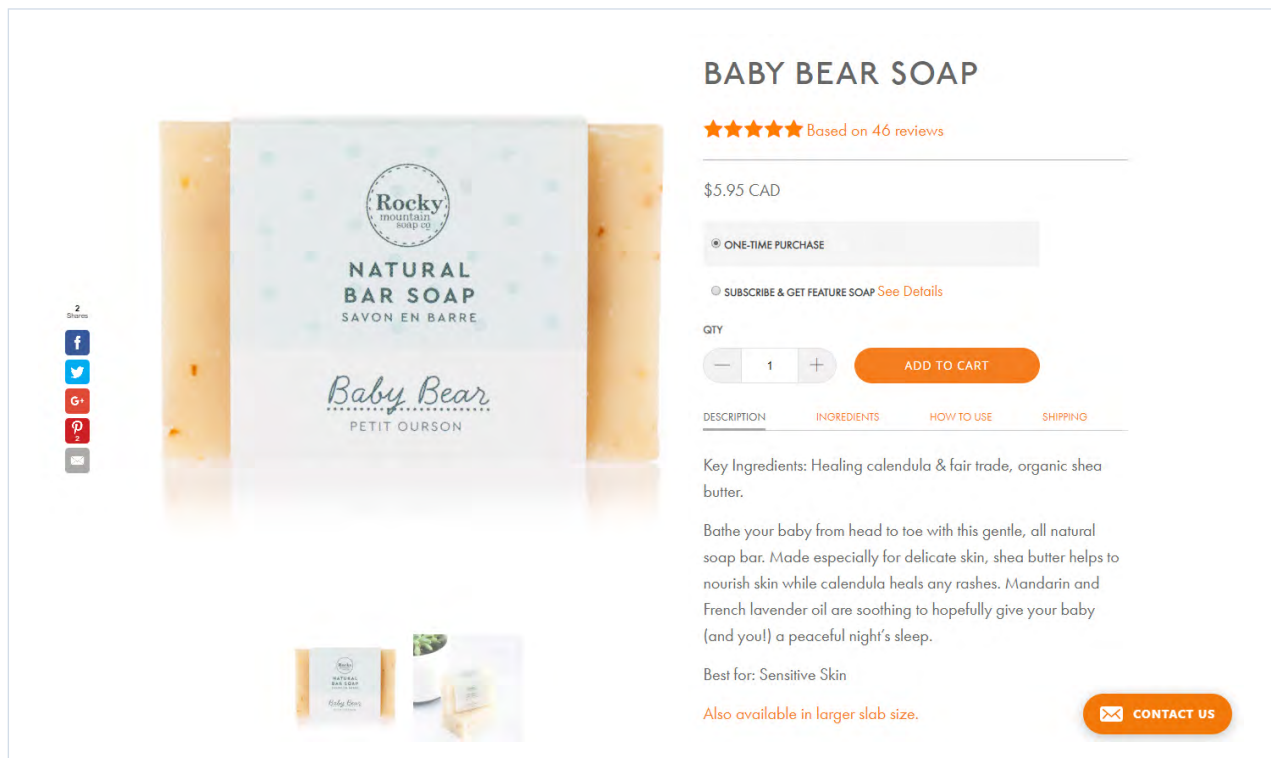 BABY BEAR SOAP
Based on 46 reviews
$5.95 CAD
ONE-TIME PURCHASE
SUBSCRIBE & GET FEATURE SOAP See Details
QTY
1
ADD TO CART
DESCRIPTION INGREDIENTS HOW TO USE SHIPPING
Key Ingredients: Healing calendula & fair trade, organic shea
butter.
Bathe your baby from head to toe with this gentle, all natural
soap bar. Made especially for delicate skin, shea butter helps to
nourish skin while calendula heals any rashes. Mandarin and
French lavender oil are soothing to hopefully give your baby
(and you!) a peaceful night's sleep.
Best for: Sensitive Skin
Also available in larger slab size.
CONTACT US
Rocky
mountain
soap co
NATURAL
BAR SOAP
SAVON EN BARRE
Baby Bear
PETIT OURSON
2
Shares
f
G+
2
Rocky
NATURAL
BAR SOAP
Baby Bear